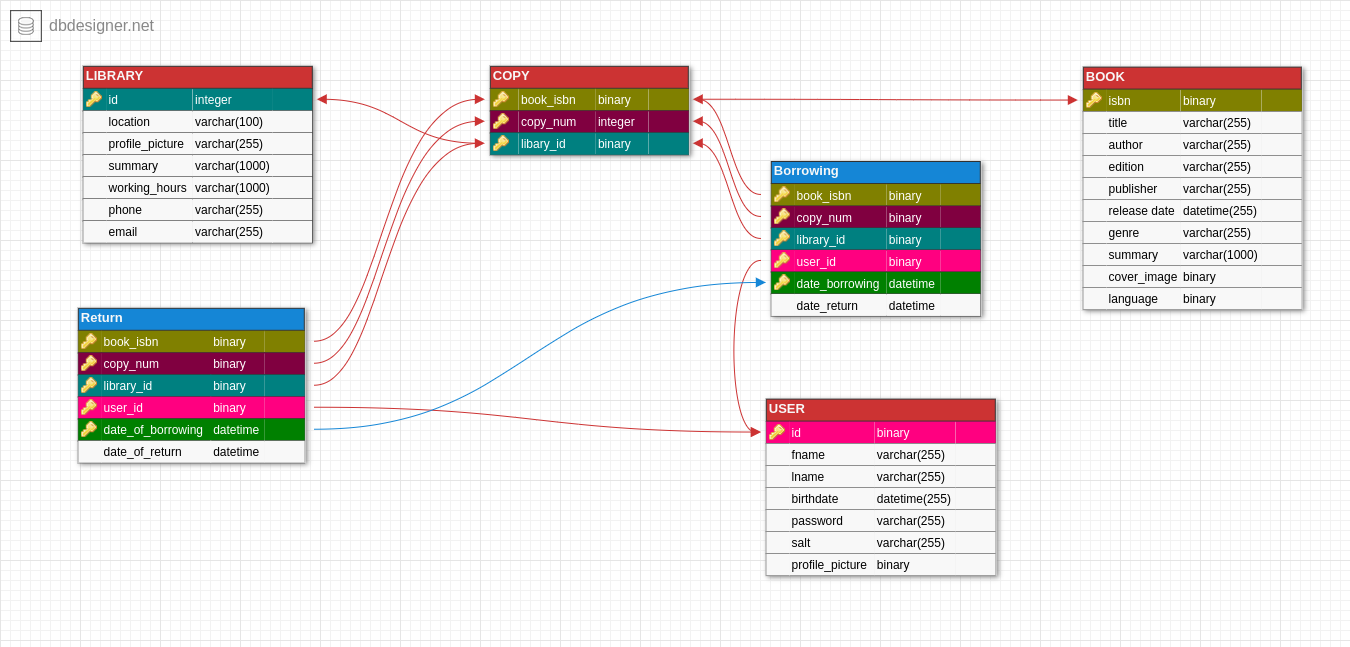 dbdesigner.net
LIBRARY
id integer
location varchar(100)
profile_picture varchar(255)
summary varchar(1000)
working_hours varchar(1000)
phone varchar(255)
email varchar(255)
COPY
book_isbn binary
copy_num integer
libary_id binary
BOOK
isbn binary
title varchar(255)
author varchar(255)
edition varchar(255)
publisher varchar(255)
release date datetime(255)
genre varchar(255)
summary varchar(1000)
cover_image binary
language binary
Borrowing
book_isbn binary
copy_num binary
library_id binary
user_id binary
date_borrowing datetime
date_return datetime
Return
book_isbn binary
copy_num binary
library_id binary
user_id binary
date_of_borrowing datetime
date_of_return datetime
USER
id binary
fname varchar(255)
lname varchar(255)
birthdate datetime(255)
password varchar(255)
salt varchar(255)
profile_picture binary